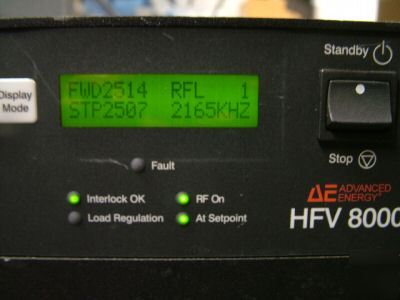 Standby
Display
Mode
FWD2514 RFL 1
STP2507 2165KHZ
Fault
Stop
Interlock OK
RF On
Load Regulation
At Setpoint
AE ADVANCED
ENERGY®
HFV 8000